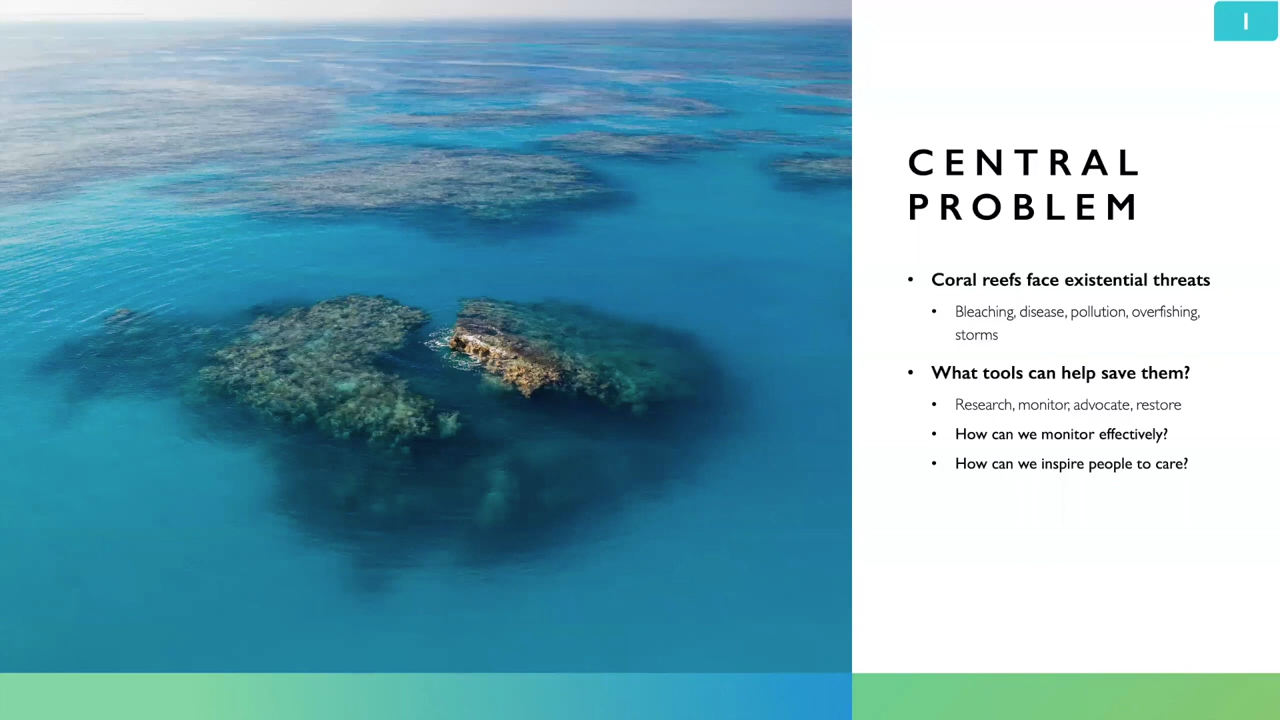 1
CENTRAL
PROBLEM
• Coral reefs face existential threats
• Bleaching, disease, pollution, overfishing,
storms
• What tools can help save them?
• Research, monitor, advocate, restore
• How can we monitor effectively?
• How can we inspire people to care?